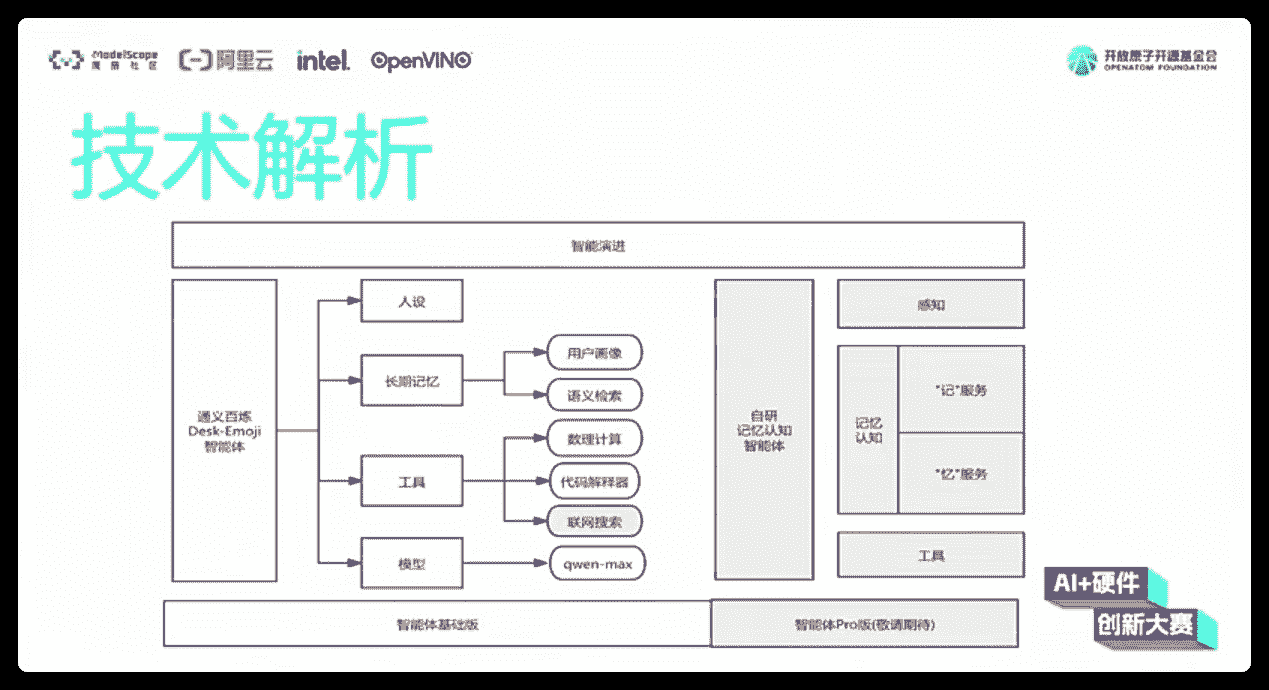 ModelScope
魔搭社区
阿里云
intel.
OpenVINO
开放原子开源基金会
OPENATOM FOUNDATION
技术解析
智能演进
通义百炼
Desk-Emoji
智能体
人设
长期记忆
用户画像
语义检索
工具
数理计算
代码解释器
联网搜索
模型
qwen-max
自研
记忆认知
智能体
感知
记忆
认知
"记"服务
"忆"服务
工具
智能体基础版
智能体Pro版(敬请期待)
AI+硬件
创新大赛